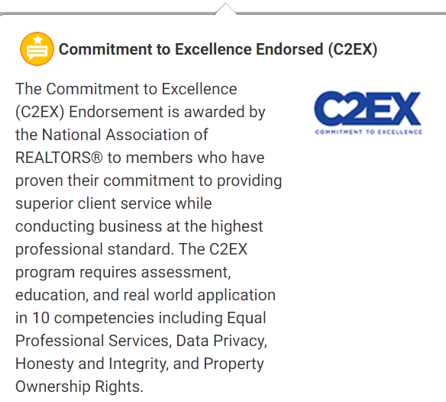 Commitment to Excellence Endorsed (C2EX)
The Commitment to Excellence
(C2EX) Endorsement is awarded by
the National Association of
REALTORS® to members who have
proven their commitment to providing
superior client service while
conducting business at the highest
professional standard. The C2EX
program requires assessment,
education, and real world application
in 10 competencies including Equal
Professional Services, Data Privacy,
Honesty and Integrity, and Property
Ownership Rights.
C2EX
COMMITMENT TO EXCELLENCE